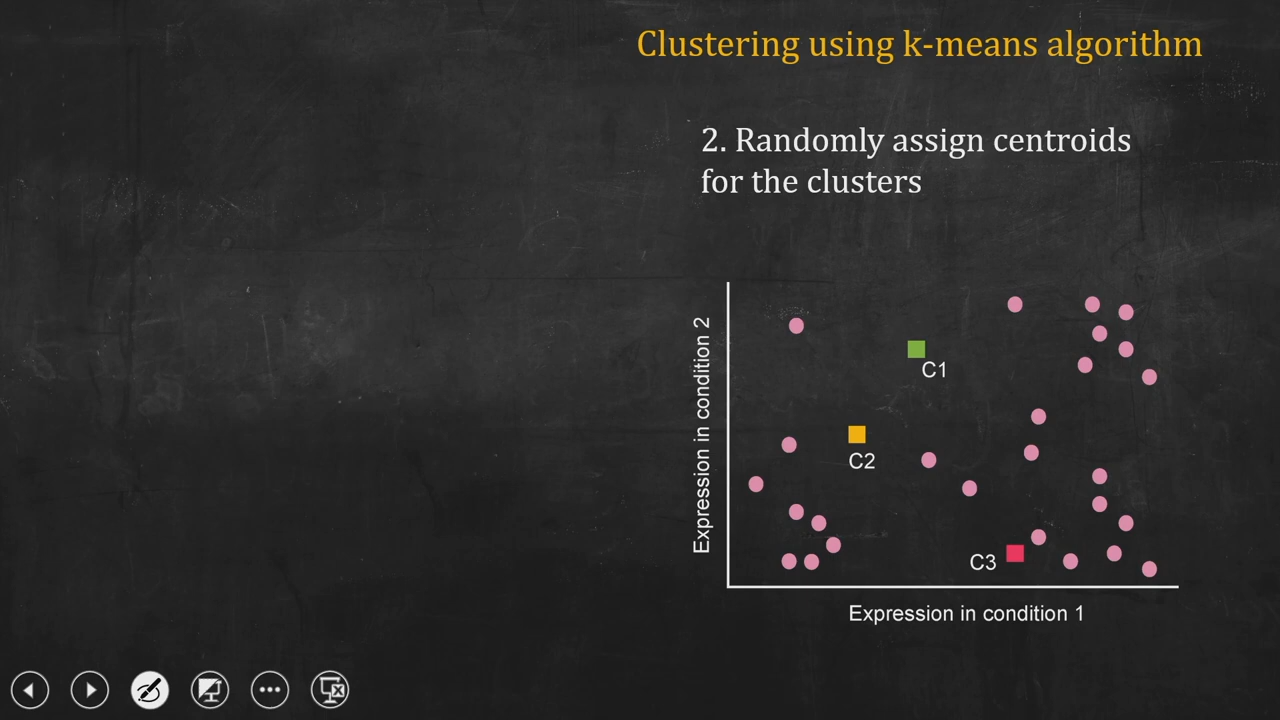 Clustering using k-means algorithm
2. Randomly assign centroids
for the clusters
Expression in condition 2
C1
C2
C3
Expression in condition 1